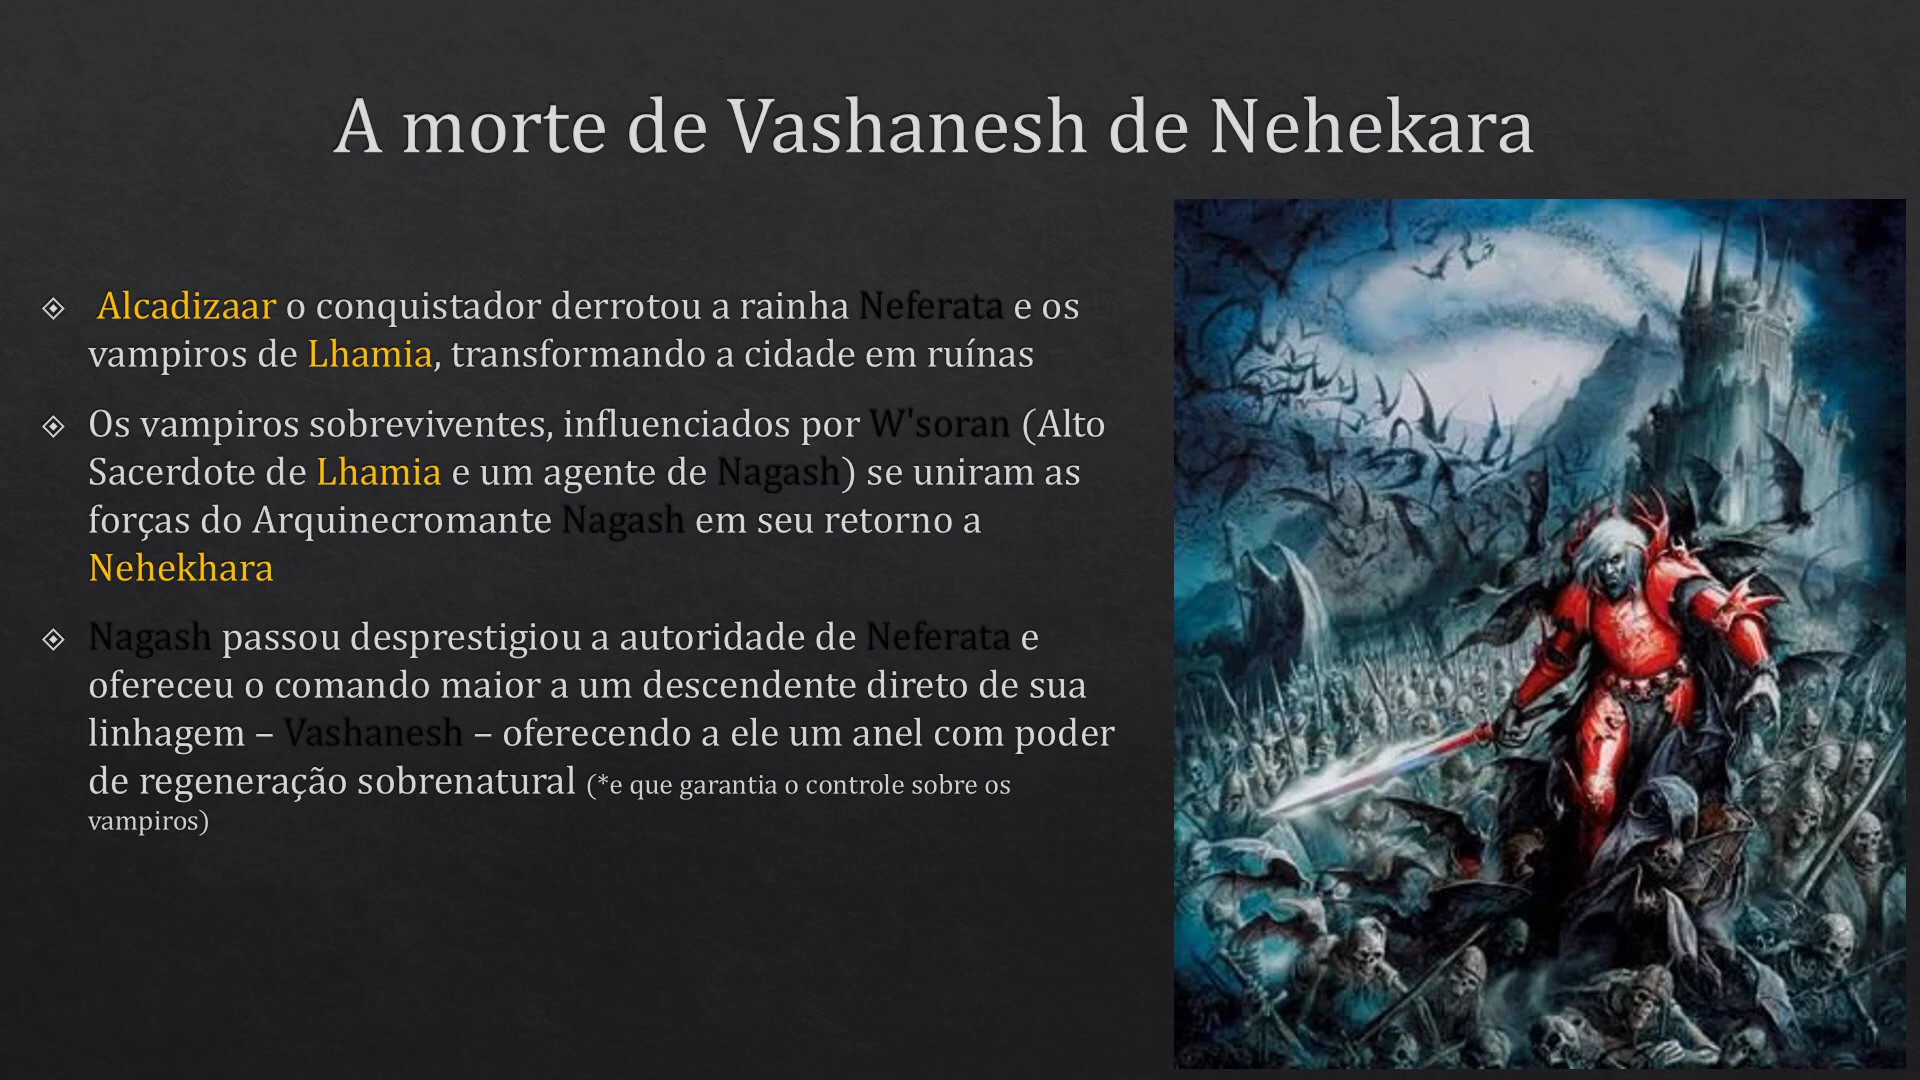 A morte de Vashanesh de Nehekara
Alcadizaar o conquistador derrotou a rainha Neferata e os
vampiros de Lhamia, transformando a cidade em ruínas
Os vampiros sobreviventes, influenciados por W'soran (Alto
Sacerdote de Lhamia e um agente de Nagash) se uniram as
forças do Arquinecromante Nagash em seu retorno a
Nehekhara
Nagash passou desprestigiou a autoridade de Neferata e
ofereceu o comando maior a um descendente direto de sua
linhagem – Vashanesh – oferecendo a ele um anel com poder
de regeneração sobrenatural (*e que garantia o controle sobre os
vampiros)